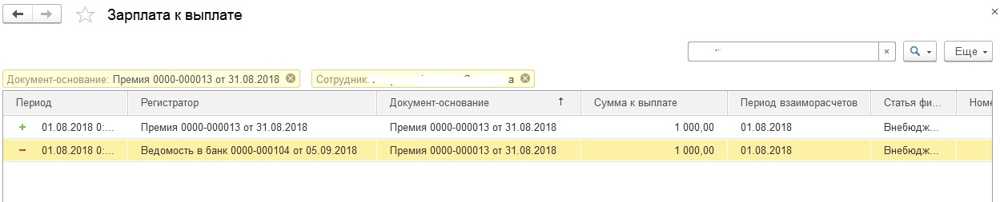 Зарплата к выплате
Еще
Документ-основание: Премия 0000-000013 от 31.08.2018
Сотрудник: а
Период Регистратор Документ-основание Сумма к выплате Период взаиморасчетов Статья фи... Номе
01.08.2018 0:... Премия 0000-000013 от 31.08.2018 Премия 0000-000013 от 31.08.2018 1 000,00 01.08.2018 Внебюдж...
01.08.2018 0:... Ведомость в банк 0000-000104 от 05.09.2018 Премия 0000-000013 от 31.08.2018 1 000,00 01.08.2018 Внебюдж...